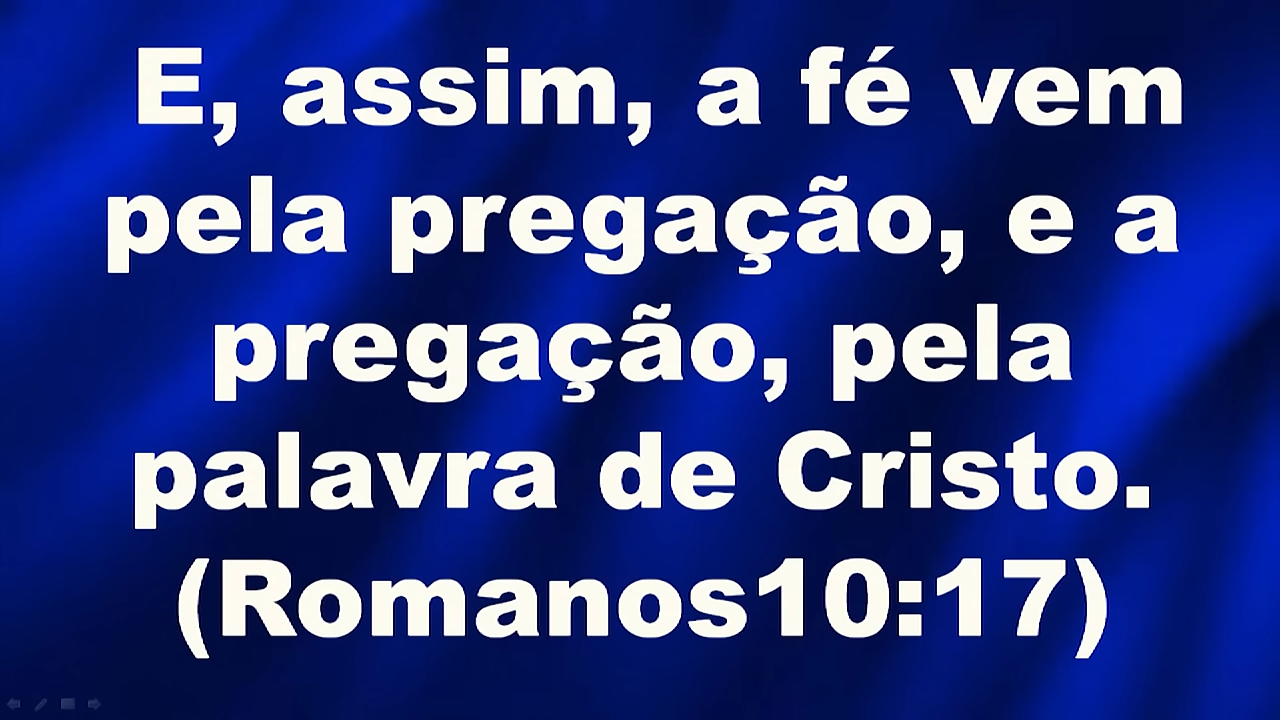 E, assim, a fé vem
pela pregação, e a
pregação, pela
palavra de Cristo.
(Romanos10:17)